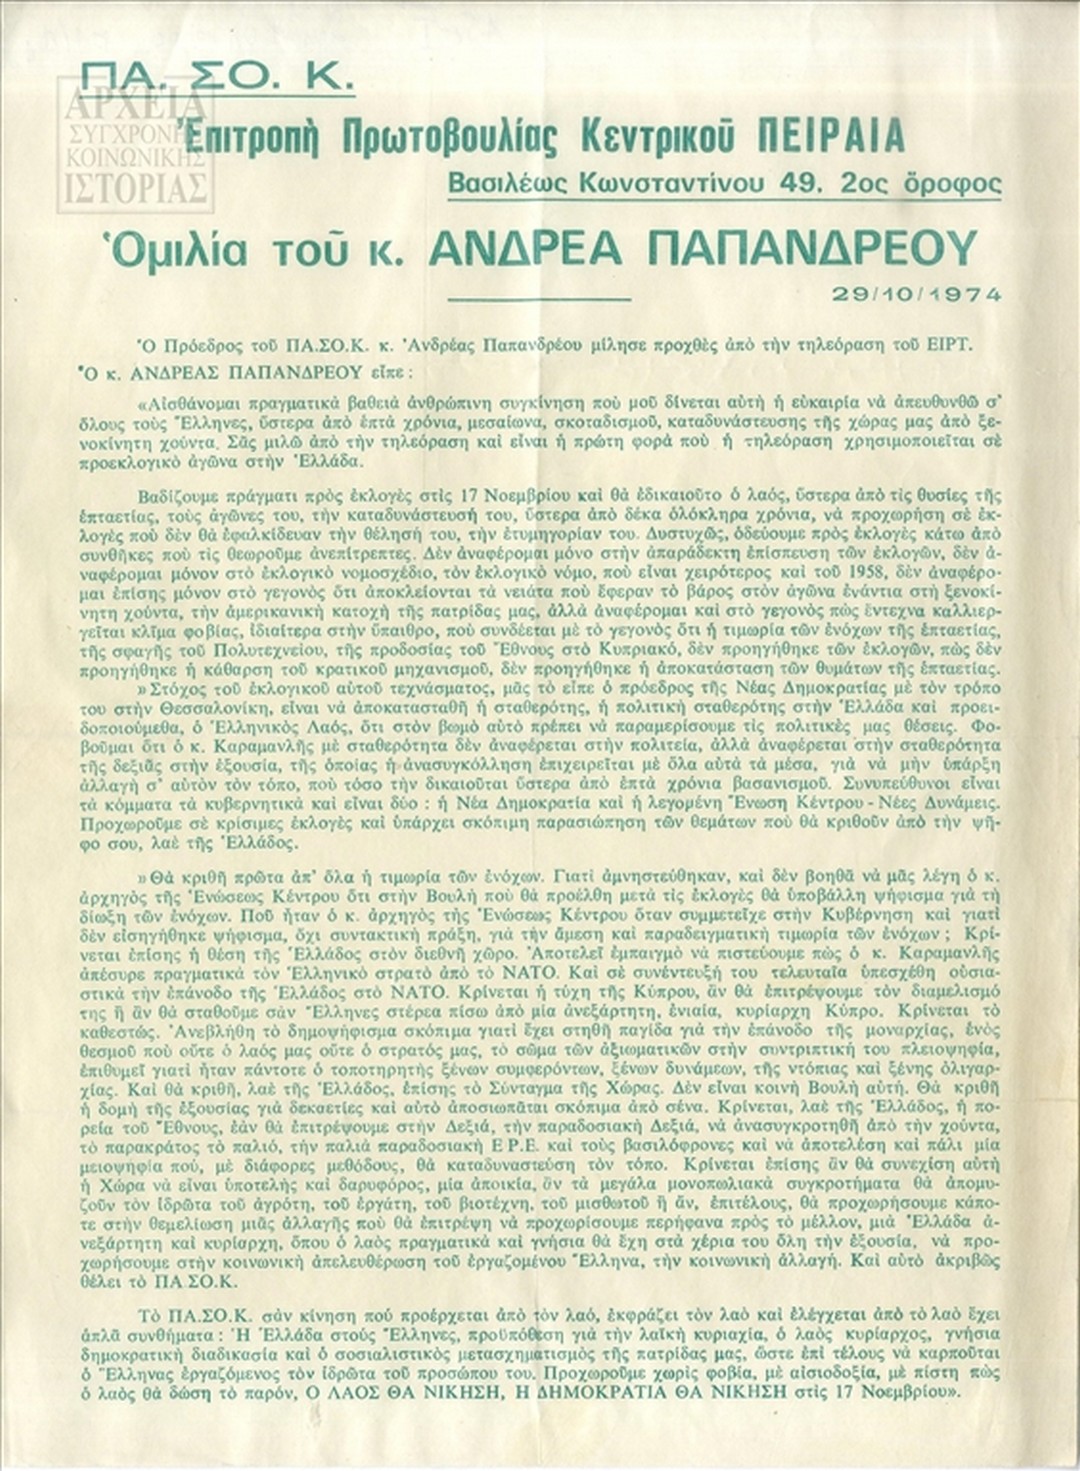 ΠΑ. ΣΟ. Κ.
ΑΡΧΕΙΑ
ΣΥΓΧΡΟΝΗΣ
ΚΟΙΝΩΝΙΚΗΣ
ΙΣΤΟΡΙΑΣ
Ἐπιτροπὴ Πρωτοβουλίας Κεντρικοῦ ΠΕΙΡΑΙΑ
Βασιλέως Κωνσταντίνου 49. 2ος ὄροφος
Ὁμιλία τοῦ κ. ΑΝΔΡΕΑ ΠΑΠΑΝΔΡΕΟΥ
29/10/1974
Ὁ Πρόεδρος τοῦ ΠΑ.ΣΟ.Κ. κ. Ἀνδρέας Παπανδρέου μίλησε προχθὲς ἀπὸ τὴν τηλεόραση τοῦ ΕΙΡΤ.
Ὁ κ. ΑΝΔΡΕΑΣ ΠΑΠΑΝΔΡΕΟΥ εἶπε :
«Αἰσθάνομαι πραγματικὰ βαθειὰ ἀνθρώπινη συγκίνηση ποὺ μοῦ δίνεται αὐτὴ ἡ εὐκαιρία νὰ ἀπευθυνθῶ σ'
ὅλους τοὺς Ἕλληνες, ὕστερα ἀπὸ ἑπτὰ χρόνια, μεσαίωνα, σκοταδισμοῦ, καταδυνάστευσης τῆς χώρας μας ἀπὸ ξε-
νοκίνητη χούντα. Σᾶς μιλῶ ἀπὸ τὴν τηλεόραση καὶ εἶναι ἡ πρώτη φορὰ ποὺ ἡ τηλεόραση χρησιμοποιεῖται σὲ
προεκλογικὸ ἀγῶνα στὴν Ἑλλάδα.
Βαδίζουμε πράγματι πρὸς ἐκλογὲς στὶς 17 Νοεμβρίου καὶ θὰ ἐδικαιοῦτο ὁ λαός, ὕστερα ἀπὸ τὶς θυσίες τῆς
ἑπταετίας, τοὺς ἀγῶνες του, τὴν καταδυνάστευσή του, ὕστερα ἀπὸ δέκα ὁλόκληρα χρόνια, νὰ προχωρήση σὲ ἐκ-
λογὲς ποὺ δὲν θὰ ἐφαλκίδευαν τὴν θέλησή του, τὴν ἐτυμηγορίαν του. Δυστυχῶς, ὁδεύουμε πρὸς ἐκλογὲς κάτω ἀπὸ
συνθῆκες ποὺ τὶς θεωροῦμε ἀνεπίτρεπτες. Δὲν ἀναφέρομαι μόνο στὴν ἀπαράδεκτη ἐπίσπευση τῶν ἐκλογῶν, δὲν ἀ-
ναφέρομαι μόνον στὸ ἐκλογικὸ νομοσχέδιο, τὸν ἐκλογικὸ νόμο, ποὺ εἶναι χειρότερος καὶ τοῦ 1958, δὲν ἀναφέρο-
μαι ἐπίσης μόνον στὸ γεγονὸς ὅτι ἀποκλείονται τὰ νειάτα ποὺ ἔφεραν τὸ βάρος στὸν ἀγῶνα ἐνάντια στὴ ξενοκί-
νητη χούντα, τὴν ἀμερικανικὴ κατοχὴ τῆς πατρίδας μας, ἀλλὰ ἀναφέρομαι καὶ στὸ γεγονὸς πὼς ἔντεχνα καλλιερ-
γεῖται κλῖμα φοβίας, ἰδιαίτερα στὴν ὕπαιθρο, ποὺ συνδέεται μὲ τὸ γεγονὸς ὅτι ἡ τιμωρία τῶν ἐνόχων τῆς ἑπταετίας,
τῆς σφαγῆς τοῦ Πολυτεχνείου, τῆς προδοσίας τοῦ Ἔθνους στὸ Κυπριακό, δὲν προηγήθηκε τῶν ἐκλογῶν, πὼς δὲν
προηγήθηκε ἡ κάθαρση τοῦ κρατικοῦ μηχανισμοῦ, δὲν προηγήθηκε ἡ ἀποκατάσταση τῶν θυμάτων τῆς ἑπταετίας.
» Στόχος τοῦ ἐκλογικοῦ αὐτοῦ τεχνάσματος, μᾶς τὸ εἶπε ὁ πρόεδρος τῆς Νέας Δημοκρατίας μὲ τὸν τρόπο
του στὴν Θεσσαλονίκη, εἶναι νὰ ἀποκατασταθῆ ἡ σταθερότης, ἡ πολιτικὴ σταθερότης στὴν Ἑλλάδα καὶ προει-
δοποιούμεθα, ὁ Ἑλληνικὸς Λαός, ὅτι στὸν βωμὸ αὐτὸ πρέπει νὰ παραμερίσουμε τὶς πολιτικές μας θέσεις. Φο-
βοῦμαι ὅτι ὁ κ. Καραμανλῆς μὲ σταθερότητα δὲν ἀναφέρεται στὴν πολιτεία, ἀλλὰ ἀναφέρεται στὴν σταθερότητα
τῆς δεξιᾶς στὴν ἐξουσία, τῆς ὁποίας ἡ ἀνασυγκόλληση ἐπιχειρεῖται μὲ ὅλα αὐτὰ τὰ μέσα, γιὰ νὰ μὴν ὑπάρξη
ἀλλαγὴ σ' αὐτὸν τὸν τόπο, ποὺ τόσο τὴν δικαιοῦται ὕστερα ἀπὸ ἑπτὰ χρόνια βασανισμοῦ. Συνυπεύθυνοι εἶναι
τὰ κόμματα τὰ κυβερνητικὰ καὶ εἶναι δύο : ἡ Νέα Δημοκρατία καὶ ἡ λεγομένη Ἕνωση Κέντρου - Νέες Δυνάμεις.
Προχωροῦμε σὲ κρίσιμες ἐκλογὲς καὶ ὑπάρχει σκόπιμη παρασιώπηση τῶν θεμάτων ποὺ θὰ κριθοῦν ἀπὸ τὴν ψῆ-
φο σου, λαὲ τῆς Ἑλλάδος.
» Θὰ κριθῆ πρῶτα ἀπ' ὅλα ἡ τιμωρία τῶν ἐνόχων. Γιατὶ ἀμνηστεύθηκαν, καὶ δὲν βοηθᾶ νὰ μᾶς λέγη ὁ κ.
ἀρχηγὸς τῆς Ἑνώσεως Κέντρου ὅτι στὴν Βουλὴ ποὺ θὰ προέλθη μετὰ τὶς ἐκλογὲς θὰ ὑποβάλλη ψήφισμα γιὰ τὴ
δίωξη τῶν ἐνόχων. Ποῦ ἦταν ὁ κ. ἀρχηγὸς τῆς Ἑνώσεως Κέντρου ὅταν συμμετεῖχε στὴν Κυβέρνηση καὶ γιατὶ
δὲν εἰσηγήθηκε ψήφισμα, ὄχι συντακτικὴ πράξη, γιὰ τὴν ἄμεση καὶ παραδειγματικὴ τιμωρία τῶν ἐνόχων ; Κρί-
νεται ἐπίσης ἡ θέση τῆς Ἑλλάδος στὸν διεθνῆ χῶρο. Ἀποτελεῖ ἐμπαιγμὸ νὰ πιστεύουμε πὼς ὁ κ. Καραμανλῆς
ἀπέσυρε πραγματικὰ τὸν Ἑλληνικὸ στρατὸ ἀπὸ τὸ ΝΑΤΟ. Καὶ σὲ συνέντευξή του τελευταῖα ὑπεσχέθη οὐσια-
στικὰ τὴν ἐπάνοδο τῆς Ἑλλάδος στὸ ΝΑΤΟ. Κρίνεται ἡ τύχη τῆς Κύπρου, ἂν θὰ ἐπιτρέψουμε τὸν διαμελισμό
της ἢ ἂν θὰ σταθοῦμε σὰν Ἕλληνες στέρεα πίσω ἀπὸ μία ἀνεξάρτητη, ἑνιαία, κυρίαρχη Κύπρο. Κρίνεται τὸ
καθεστώς. Ἀνεβλήθη τὸ δημοψήφισμα σκόπιμα γιατὶ ἔχει στηθῆ παγίδα γιὰ τὴν ἐπάνοδο τῆς μοναρχίας, ἑνὸς
θεσμοῦ ποὺ οὔτε ὁ λαός μας οὔτε ὁ στρατός μας, τὸ σῶμα τῶν ἀξιωματικῶν στὴν συντριπτική του πλειοψηφία,
ἐπιθυμεῖ γιατὶ ἦταν πάντοτε ὁ τοποτηρητὴς ξένων συμφερόντων, ξένων δυνάμεων, τῆς ντόπιας καὶ ξένης ὀλιγαρ-
χίας. Καὶ θὰ κριθῆ, λαὲ τῆς Ἑλλάδος, ἐπίσης τὸ Σύνταγμα τῆς Χώρας. Δὲν εἶναι κοινὴ Βουλὴ αὐτή. Θὰ κριθῆ
ἡ δομὴ τῆς ἐξουσίας γιὰ δεκαετίες καὶ αὐτὸ ἀποσιωπᾶται σκόπιμα ἀπὸ σένα. Κρίνεται, λαὲ τῆς Ἑλλάδος, ἡ πο-
ρεία τοῦ Ἔθνους, ἐὰν θὰ ἐπιτρέψουμε στὴν Δεξιά, τὴν παραδοσιακὴ Δεξιά, νὰ ἀνασυγκροτηθῆ ἀπὸ τὴν χούντα,
τὸ παρακράτος τὸ παλιό, τὴν παλιὰ παραδοσιακὴ Ε Ρ.Ε. καὶ τοὺς βασιλόφρονες καὶ νὰ ἀποτελέση καὶ πάλι μία
μειοψηφία πού, μὲ διάφορες μεθόδους, θὰ καταδυναστεύση τὸν τόπο. Κρίνεται ἐπίσης ἂν θὰ συνεχίση αὐτὴ
ἡ Χώρα νὰ εἶναι ὑποτελὴς καὶ δορυφόρος, μία ἀποικία, ἂν τὰ μεγάλα μονοπωλιακὰ συγκροτήματα θὰ ἀπομυ-
ζοῦν τὸν ἱδρῶτα τοῦ ἀγρότη, τοῦ ἐργάτη, τοῦ βιοτέχνη, τοῦ μισθωτοῦ ἢ ἄν, ἐπιτέλους, θὰ προχωρήσουμε κάπο-
τε στὴν θεμελίωση μιᾶς ἀλλαγῆς ποὺ θὰ ἐπιτρέψη νὰ προχωρίσουμε περήφανα πρὸς τὸ μέλλον, μιὰ Ἑλλάδα ἀ-
νεξάρτητη καὶ κυρίαρχη, ὅπου ὁ λαὸς πραγματικὰ καὶ γνήσια θὰ ἔχη στὰ χέρια του ὅλη τὴν ἐξουσία, νὰ προ-
χωρήσουμε στὴν κοινωνικὴ ἀπελευθέρωση τοῦ ἐργαζομένου Ἕλληνα, τὴν κοινωνικὴ ἀλλαγή. Καὶ αὐτὸ ἀκριβῶς
θέλει τὸ ΠΑ ΣΟ.Κ.
Τὸ ΠΑ.ΣΟ.Κ. σὰν κίνηση ποὺ προέρχεται ἀπὸ τὸν λαό, ἐκφράζει τὸν λαὸ καὶ ἐλέγχεται ἀπὸ τὸ λαὸ ἔχει
ἁπλᾶ συνθήματα : Ἡ Ἑλλάδα στοὺς Ἕλληνες, προϋπόθεση γιὰ τὴν λαϊκὴ κυριαχία, ὁ λαὸς κυρίαρχος, γνήσια
δημοκρατικὴ διαδικασία καὶ ὁ σοσιαλιστικὸς μετασχηματισμὸς τῆς πατρίδας μας, ὥστε ἐπὶ τέλους νὰ καρποῦται
ὁ Ἕλληνας ἐργαζόμενος τὸν ἱδρῶτα τοῦ προσώπου του. Προχωροῦμε χωρὶς φοβία, μὲ αἰσιοδοξία, μὲ πίστη πὼς
ὁ λαὸς θὰ δώση τὸ παρόν, Ο ΛΑΟΣ ΘΑ ΝΙΚΗΣΗ, Η ΔΗΜΟΚΡΑΤΙΑ ΘΑ ΝΙΚΗΣΗ στὶς 17 Νοεμβρίου».